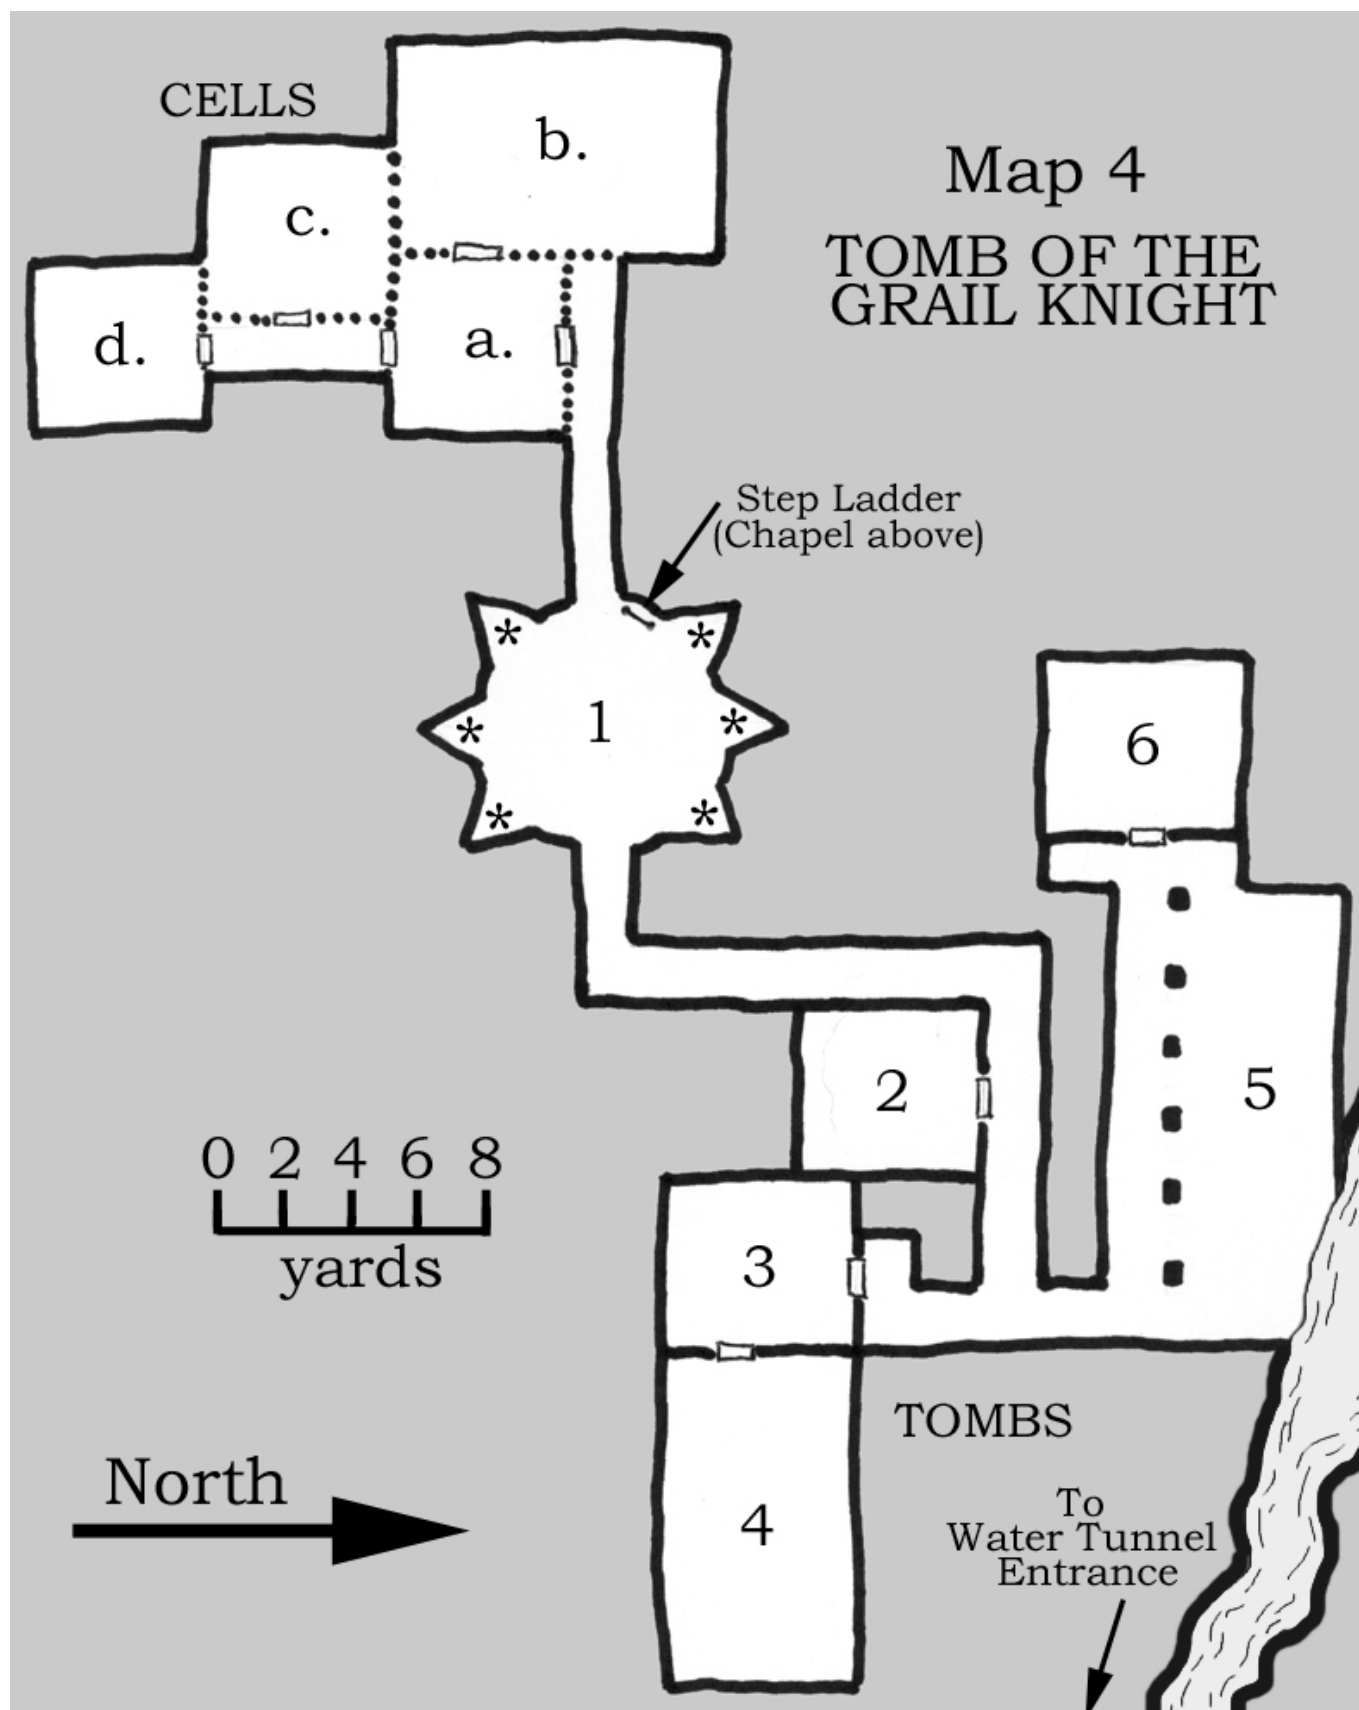 CELLS
b.
Map 4
TOMB OF THE
GRAIL KNIGHT
c.
d.
a.
Step Ladder
(Chapel above)
* *
* 1 *
* *
6
2
5
0 2 4 6 8
yards
3
TOMBS
North
4
To
Water Tunnel
Entrance